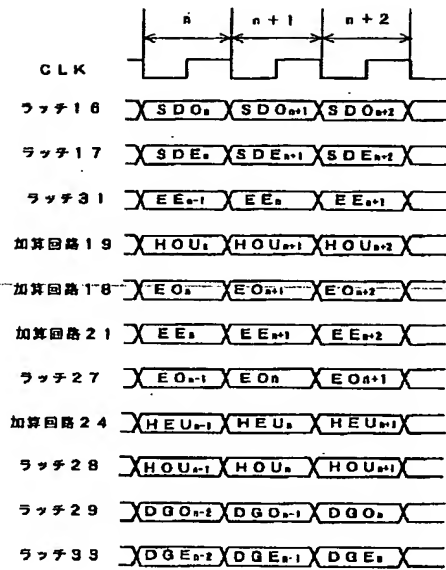 n n+1 n+2
CLK
ラッチ16 SDOn SDOn+1 SDOn+2
ラッチ17 SDEn SDEn+1 SDEn+2
ラッチ31 EEn-1 EEn EEn+1
加算回路19 HOUn HOUn+1 HOUn+2
加算回路18 EOn EOn+1 EOn+2
加算回路21 EEn EEn+1 EEn+2
ラッチ27 EOn-1 EOn EOn+1
加算回路24 HEUn-1 HEUn HEUn+1
ラッチ28 HOUn-1 HOUn HOUn+1
ラッチ29 DGOn-2 DGOn-1 DGOn
ラッチ33 DGEn-2 DGEn-1 DGEn